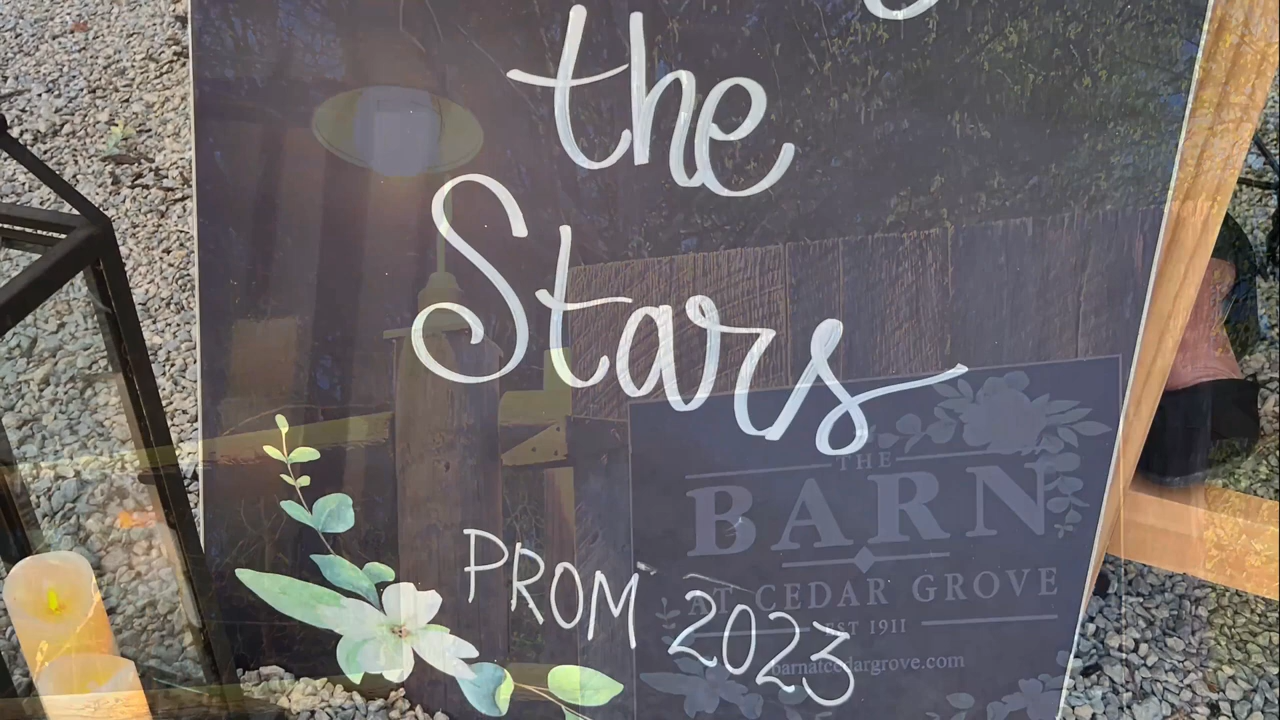 the
Stars
PROM 2023
THE
BARN
AT CEDAR GROVE
EST 1911
barnatcedargrove.com